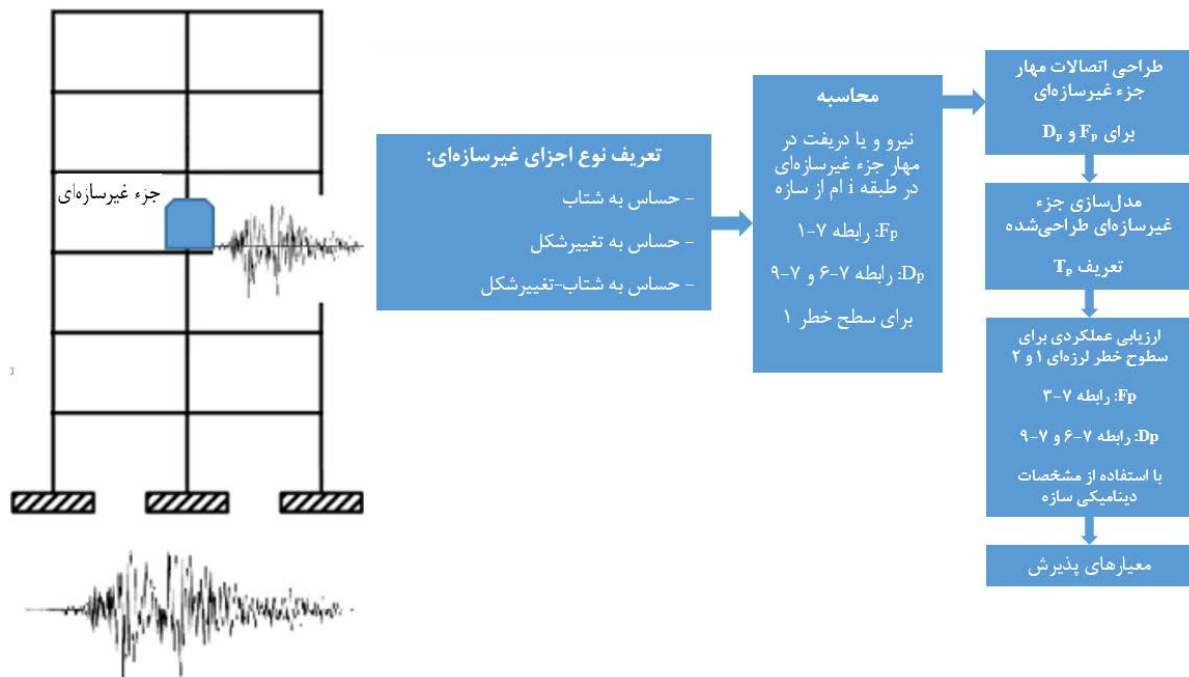 جزء غیرسازه‌ای
تعریف نوع اجزای غیرسازه‌ای:
- حساس به شتاب
- حساس به تغییرشکل
- حساس به شتاب-تغییرشکل
محاسبه
نیرو و یا دریفت در
مهار جزء غیرسازه‌ای
در طبقه i ام از سازه
Fp: رابطه ۷-۱
Dp: رابطه ۷-۶ و ۷-۹
برای سطح خطر ۱
طراحی اتصالات مهار
جزء غیرسازه‌ای
برای Fp و Dp
مدل‌سازی جزء
غیرسازه‌ای طراحی‌شده
تعریف Tp
ارزیابی عملکردی برای
سطوح خطر لرزه‌ای ۱ و ۲
Fp: رابطه ۷-۳
Dp: رابطه ۷-۶ و ۷-۹
با استفاده از مشخصات
دینامیکی سازه
معیارهای پذیرش